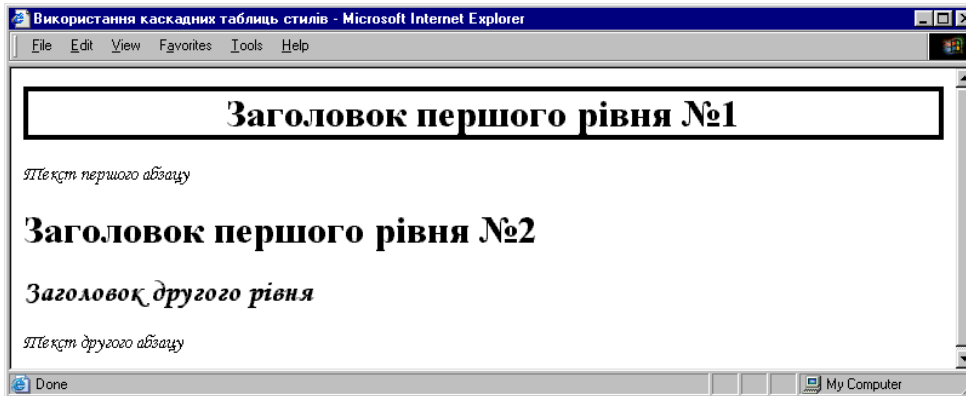 Використання каскадних таблиць стилів - Microsoft Internet Explorer
File Edit View Favorites Tools Help
Заголовок першого рівня №1
Текст першого абзацу
Заголовок першого рівня №2
Заголовок другого рівня
Текст другого абзацу
Done My Computer